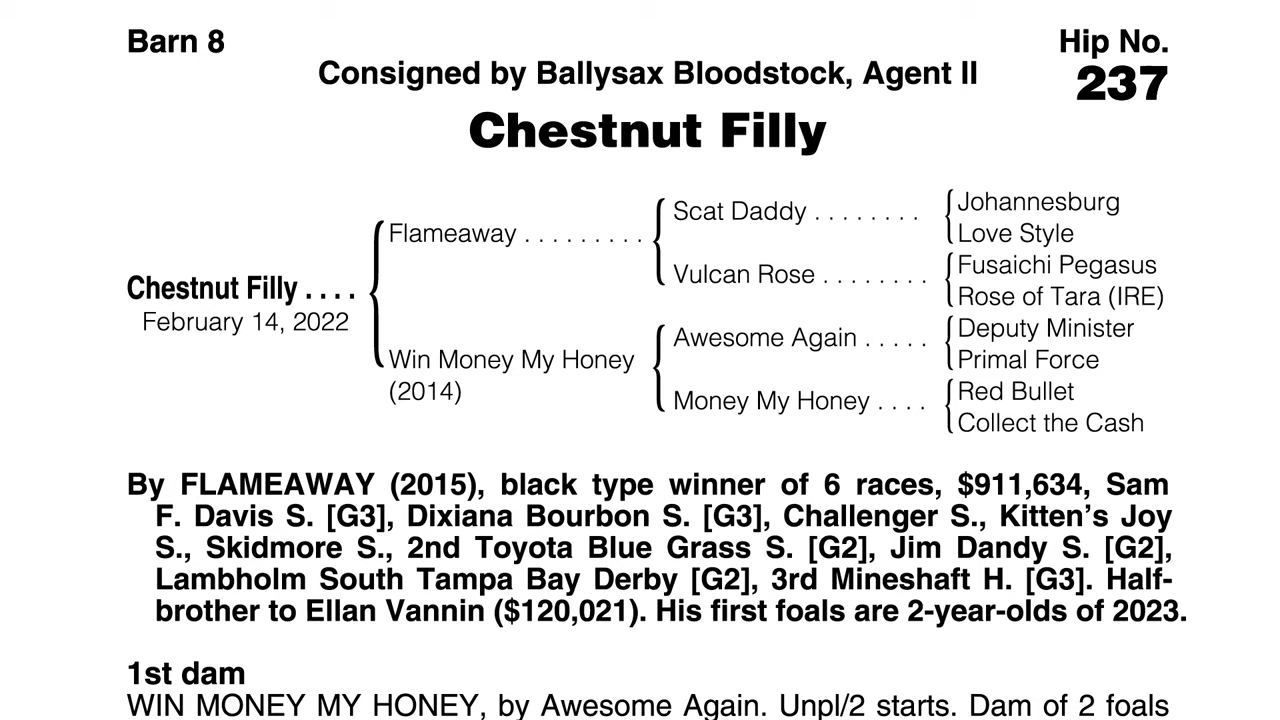 Barn 8
Hip No.
Consigned by Ballysax Bloodstock, Agent II
237
Chestnut Filly
Johannesburg
Scat Daddy . . . . . . . .
Love Style
Flameaway . . . . . . . . .
Fusaichi Pegasus
Vulcan Rose . . . . . . . .
Rose of Tara (IRE)
Chestnut Filly . . . .
February 14, 2022
Deputy Minister
Awesome Again . . . . .
Primal Force
Win Money My Honey
(2014)
Red Bullet
Money My Honey . . . .
Collect the Cash
By FLAMEAWAY (2015), black type winner of 6 races, $911,634, Sam
F. Davis S. [G3], Dixiana Bourbon S. [G3], Challenger S., Kitten’s Joy
S., Skidmore S., 2nd Toyota Blue Grass S. [G2], Jim Dandy S. [G2],
Lambholm South Tampa Bay Derby [G2], 3rd Mineshaft H. [G3]. Half-
brother to Ellan Vannin ($120,021). His first foals are 2-year-olds of 2023.
1st dam
WIN MONEY MY HONEY, by Awesome Again. Unpl/2 starts. Dam of 2 foals